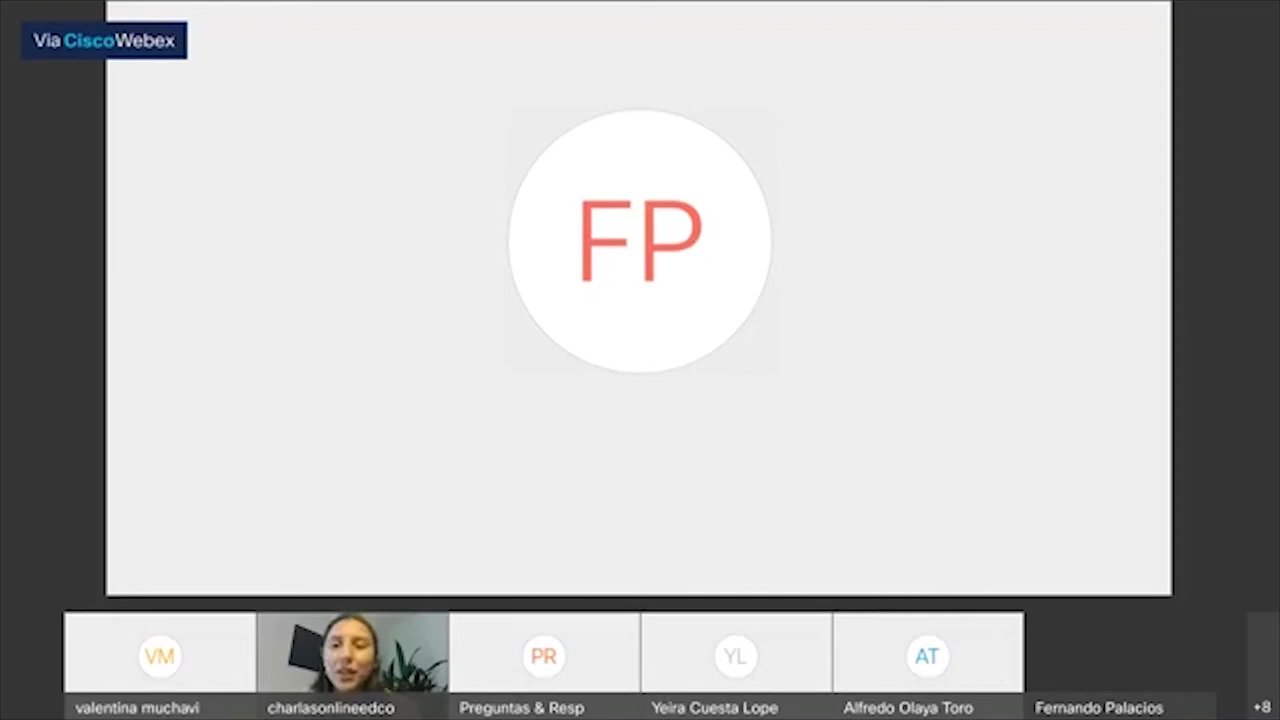 Via CiscoWebex
FP
VM
PR
YL
AT
valentina muchavi
charlasonlineedco
Preguntas & Resp
Yeira Cuesta Lope
Alfredo Olaya Toro
Fernando Palacios
+8